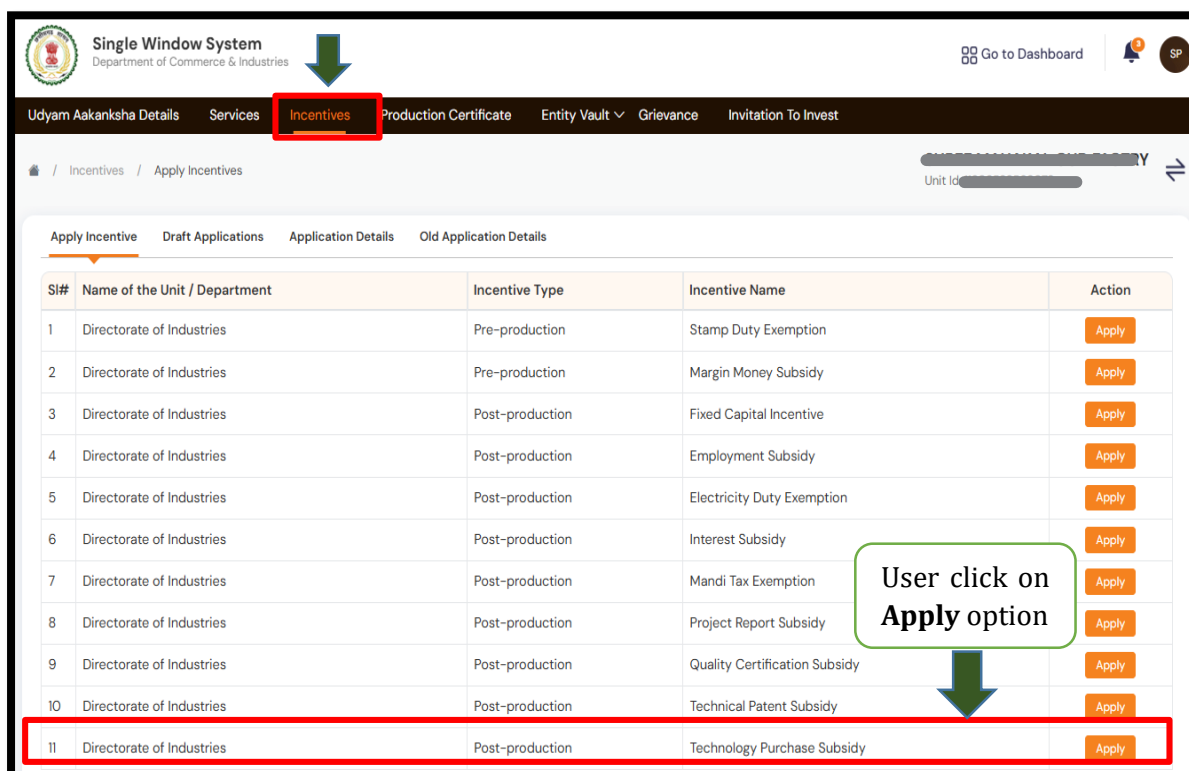 Single Window System
Department of Commerce & Industries
Go to Dashboard
3
SP
Udyam Aakanksha Details Services Incentives Production Certificate Entity Vault Grievance Invitation To Invest
/ Incentives / Apply Incentives
Unit Id
Apply Incentive Draft Applications Application Details Old Application Details
Sl# Name of the Unit / Department Incentive Type Incentive Name Action
1 Directorate of Industries Pre-production Stamp Duty Exemption Apply
2 Directorate of Industries Pre-production Margin Money Subsidy Apply
3 Directorate of Industries Post-production Fixed Capital Incentive Apply
4 Directorate of Industries Post-production Employment Subsidy Apply
5 Directorate of Industries Post-production Electricity Duty Exemption Apply
6 Directorate of Industries Post-production Interest Subsidy Apply
7 Directorate of Industries Post-production Mandi Tax Exemption Apply
User click on
Apply option
8 Directorate of Industries Post-production Project Report Subsidy Apply
9 Directorate of Industries Post-production Quality Certification Subsidy Apply
10 Directorate of Industries Post-production Technical Patent Subsidy Apply
11 Directorate of Industries Post-production Technology Purchase Subsidy Apply